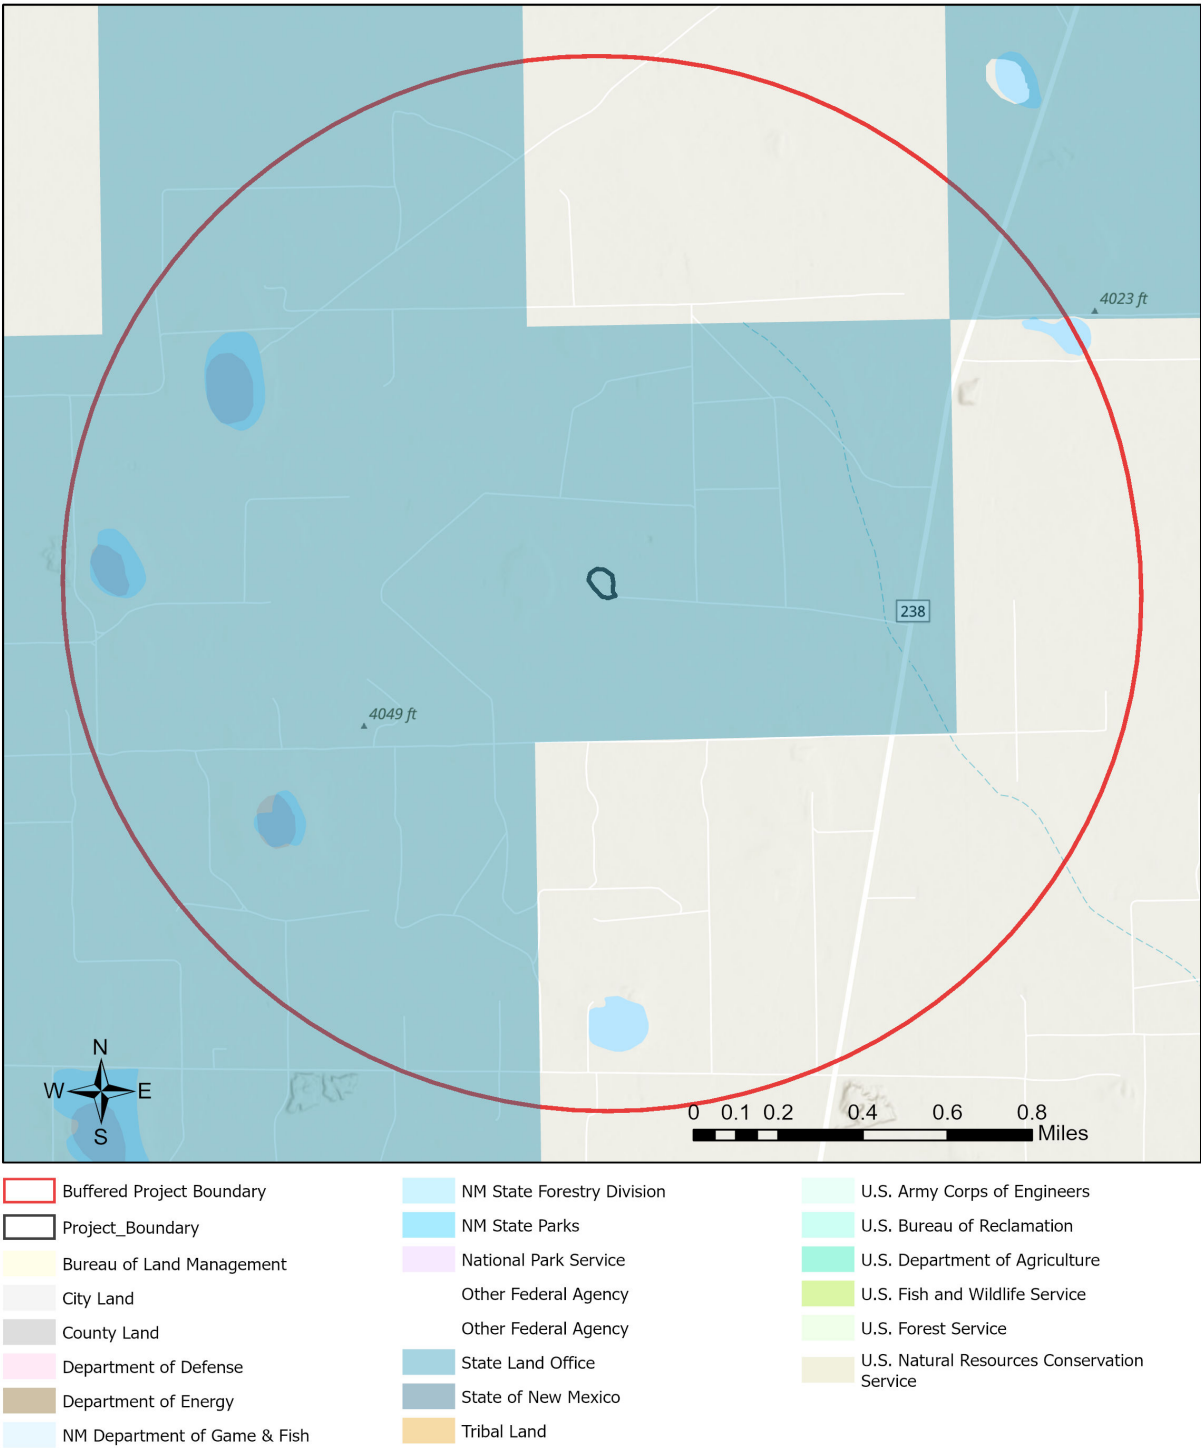 4023 ft
238
4049 ft
N
W E
S
0 0.1 0.2 0.4 0.6 0.8
Miles
Buffered Project Boundary
Project_Boundary
Bureau of Land Management
City Land
County Land
Department of Defense
Department of Energy
NM Department of Game & Fish
NM State Forestry Division
NM State Parks
National Park Service
Other Federal Agency
Other Federal Agency
State Land Office
State of New Mexico
Tribal Land
U.S. Army Corps of Engineers
U.S. Bureau of Reclamation
U.S. Department of Agriculture
U.S. Fish and Wildlife Service
U.S. Forest Service
U.S. Natural Resources Conservation
Service